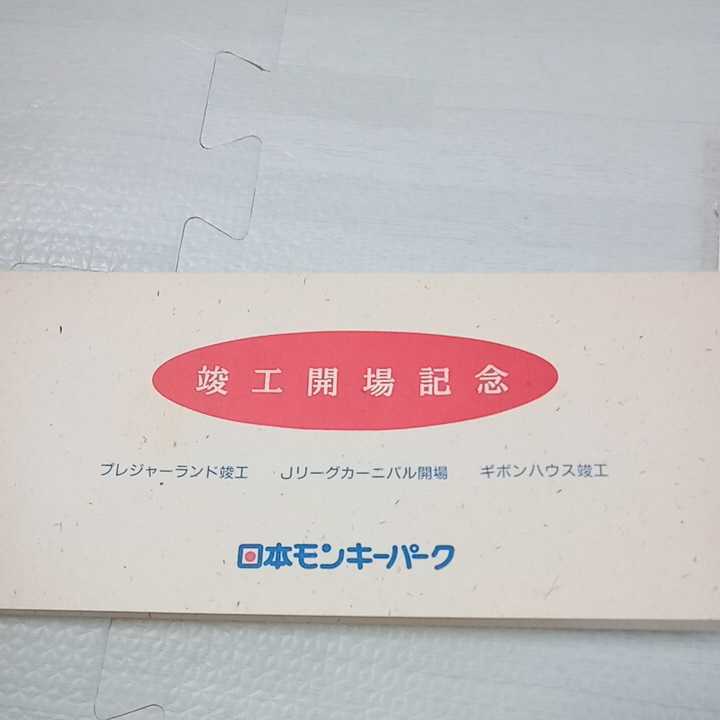 竣工開場記念
プレジャーランド竣工 Jリーグカーニバル開場 ギボンハウス竣工
日本モンキーパーク